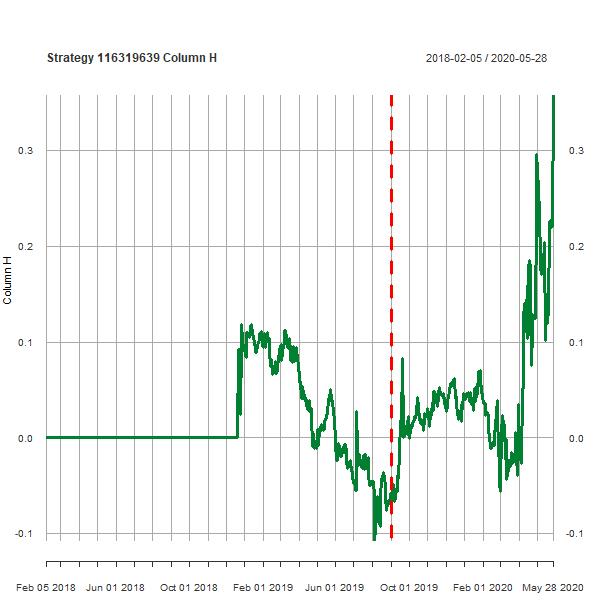 Strategy 116319639 Column H
2018-02-05 / 2020-05-28
Column H
0.3
0.2
0.1
0.0
-0.1
0.3
0.2
0.1
0.0
-0.1
Feb 05 2018
Jun 01 2018
Oct 01 2018
Feb 01 2019
Jun 01 2019
Oct 01 2019
Feb 01 2020
May 28 2020